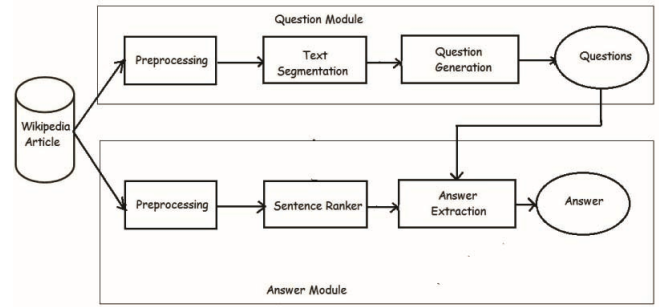 Question Module
Preprocessing
Text
Segmentation
Question
Generation
Questions
Wikipedia
Article
Preprocessing
Sentence Ranker
Answer
Extraction
Answer
Answer Module